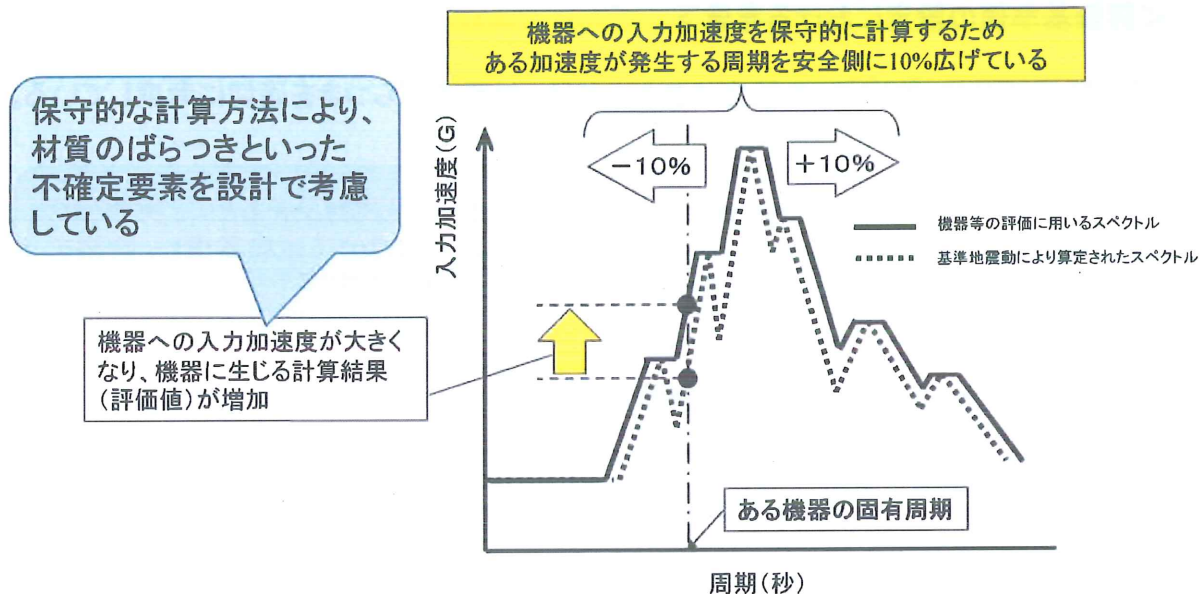 機器への入力加速度を保守的に計算するため
ある加速度が発生する周期を安全側に10%広げている
保守的な計算方法により、
材質のばらつきといった
不確定要素を設計で考慮
している
入力加速度(G)
－10%
＋10%
機器等の評価に用いるスペクトル
基準地震動により算定されたスペクトル
機器への入力加速度が大きく
なり、機器に生じる計算結果
(評価値)が増加
ある機器の固有周期
周期(秒)